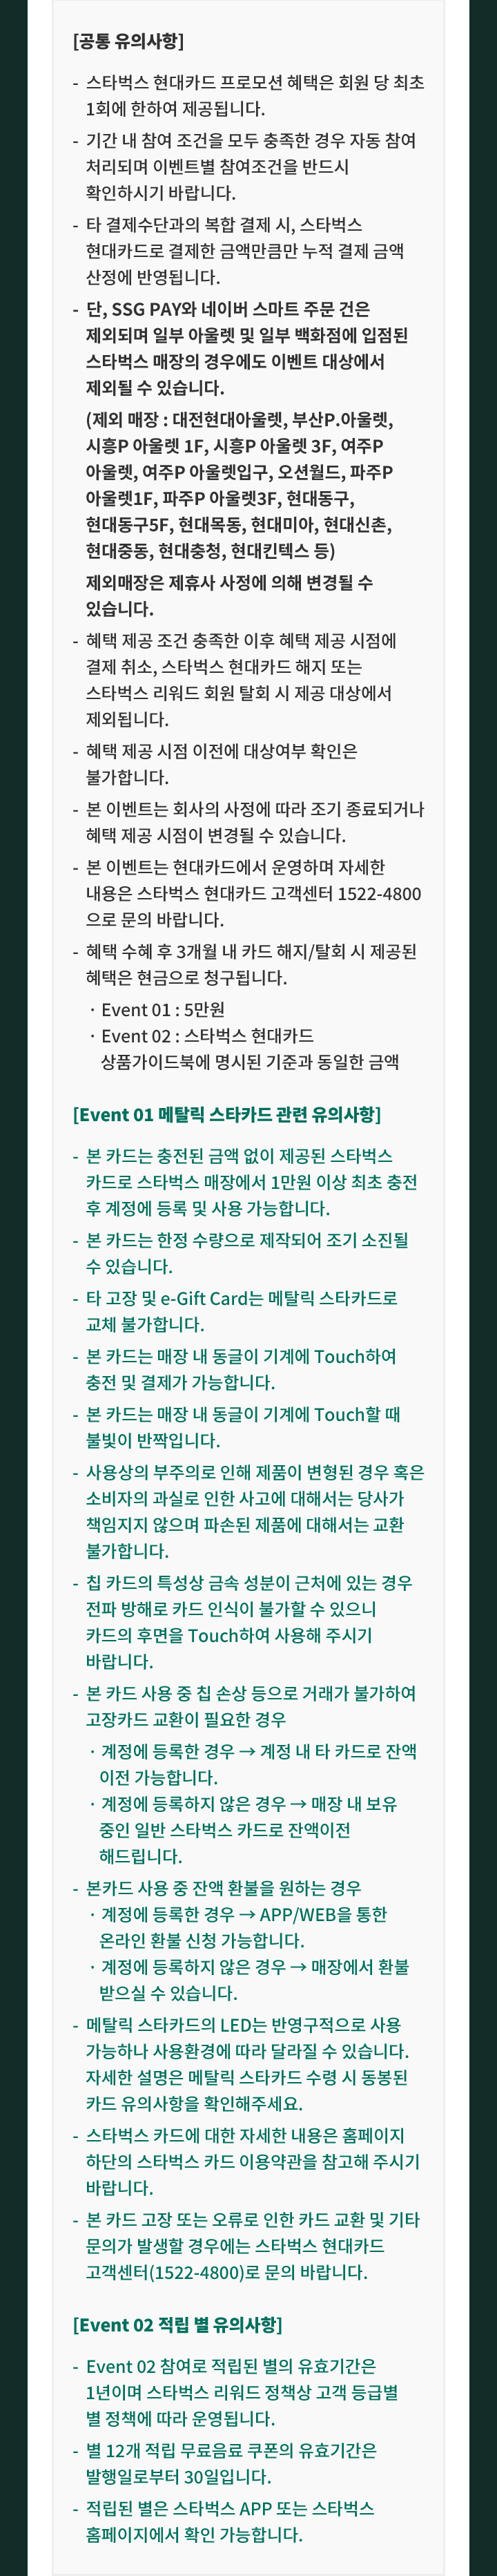 [공통 유의사항]
- 스타벅스 현대카드 프로모션 혜택은 회원 당 최초
1회에 한하여 제공됩니다.
- 기간 내 참여 조건을 모두 충족한 경우 자동 참여
처리되며 이벤트별 참여조건을 반드시
확인하시기 바랍니다.
- 타 결제수단과의 복합 결제 시, 스타벅스
현대카드로 결제한 금액만큼만 누적 결제 금액
산정에 반영됩니다.
- 단, SSG PAY와 네이버 스마트 주문 건은
제외되며 일부 아울렛 및 일부 백화점에 입점된
스타벅스 매장의 경우에도 이벤트 대상에서
제외될 수 있습니다.
(제외 매장 : 대전현대아울렛, 부산P.아울렛,
시흥P 아울렛 1F, 시흥P 아울렛 3F, 여주P
아울렛, 여주P 아울렛입구, 오션월드, 파주P
아울렛1F, 파주P 아울렛3F, 현대동구,
현대동구5F, 현대목동, 현대미아, 현대신촌,
현대중동, 현대충청, 현대킨텍스 등)
제외매장은 제휴사 사정에 의해 변경될 수
있습니다.
- 혜택 제공 조건 충족한 이후 혜택 제공 시점에
결제 취소, 스타벅스 현대카드 해지 또는
스타벅스 리워드 회원 탈회 시 제공 대상에서
제외됩니다.
- 혜택 제공 시점 이전에 대상여부 확인은
불가합니다.
- 본 이벤트는 회사의 사정에 따라 조기 종료되거나
혜택 제공 시점이 변경될 수 있습니다.
- 본 이벤트는 현대카드에서 운영하며 자세한
내용은 스타벅스 현대카드 고객센터 1522-4800
으로 문의 바랍니다.
- 혜택 수혜 후 3개월 내 카드 해지/탈회 시 제공된
혜택은 현금으로 청구됩니다.
· Event 01 : 5만원
· Event 02 : 스타벅스 현대카드
상품가이드북에 명시된 기준과 동일한 금액
[Event 01 메탈릭 스타카드 관련 유의사항]
- 본 카드는 충전된 금액 없이 제공된 스타벅스
카드로 스타벅스 매장에서 1만원 이상 최초 충전
후 계정에 등록 및 사용 가능합니다.
- 본 카드는 한정 수량으로 제작되어 조기 소진될
수 있습니다.
- 타 고장 및 e-Gift Card는 메탈릭 스타카드로
교체 불가합니다.
- 본 카드는 매장 내 동글이 기계에 Touch하여
충전 및 결제가 가능합니다.
- 본 카드는 매장 내 동글이 기계에 Touch할 때
불빛이 반짝입니다.
- 사용상의 부주의로 인해 제품이 변형된 경우 혹은
소비자의 과실로 인한 사고에 대해서는 당사가
책임지지 않으며 파손된 제품에 대해서는 교환
불가합니다.
- 칩 카드의 특성상 금속 성분이 근처에 있는 경우
전파 방해로 카드 인식이 불가할 수 있으니
카드의 후면을 Touch하여 사용해 주시기
바랍니다.
- 본 카드 사용 중 칩 손상 등으로 거래가 불가하여
고장카드 교환이 필요한 경우
· 계정에 등록한 경우 → 계정 내 타 카드로 잔액
이전 가능합니다.
· 계정에 등록하지 않은 경우 → 매장 내 보유
중인 일반 스타벅스 카드로 잔액이전
해드립니다.
- 본카드 사용 중 잔액 환불을 원하는 경우
· 계정에 등록한 경우 → APP/WEB을 통한
온라인 환불 신청 가능합니다.
· 계정에 등록하지 않은 경우 → 매장에서 환불
받으실 수 있습니다.
- 메탈릭 스타카드의 LED는 반영구적으로 사용
가능하나 사용환경에 따라 달라질 수 있습니다.
자세한 설명은 메탈릭 스타카드 수령 시 동봉된
카드 유의사항을 확인해주세요.
- 스타벅스 카드에 대한 자세한 내용은 홈페이지
하단의 스타벅스 카드 이용약관을 참고해 주시기
바랍니다.
- 본 카드 고장 또는 오류로 인한 카드 교환 및 기타
문의가 발생할 경우에는 스타벅스 현대카드
고객센터(1522-4800)로 문의 바랍니다.
[Event 02 적립 별 유의사항]
- Event 02 참여로 적립된 별의 유효기간은
1년이며 스타벅스 리워드 정책상 고객 등급별
별 정책에 따라 운영됩니다.
- 별 12개 적립 무료음료 쿠폰의 유효기간은
발행일로부터 30일입니다.
- 적립된 별은 스타벅스 APP 또는 스타벅스
홈페이지에서 확인 가능합니다.